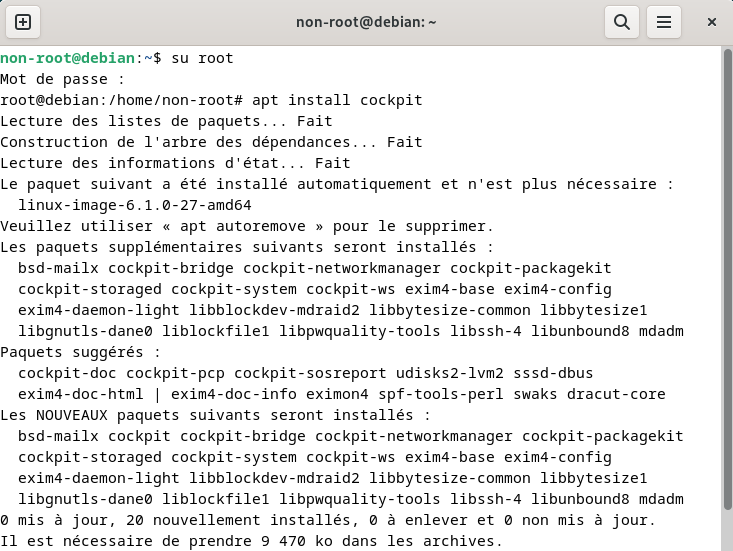 non-root@debian: ~
non-root@debian:~$ su root
Mot de passe :
root@debian:/home/non-root# apt install cockpit
Lecture des listes de paquets... Fait
Construction de l'arbre des dépendances... Fait
Lecture des informations d'état... Fait
Le paquet suivant a été installé automatiquement et n'est plus nécessaire :
  linux-image-6.1.0-27-amd64
Veuillez utiliser « apt autoremove » pour le supprimer.
Les paquets supplémentaires suivants seront installés :
  bsd-mailx cockpit-bridge cockpit-networkmanager cockpit-packagekit
  cockpit-storaged cockpit-system cockpit-ws exim4-base exim4-config
  exim4-daemon-light libblockdev-mdraid2 libbytesize-common libbytesize1
  libgnutls-dane0 liblockfile1 libpwquality-tools libssh-4 libunbound8 mdadm
Paquets suggérés :
  cockpit-doc cockpit-pcp cockpit-sosreport udisks2-lvm2 sssd-dbus
  exim4-doc-html | exim4-doc-info eximon4 spf-tools-perl swaks dracut-core
Les NOUVEAUX paquets suivants seront installés :
  bsd-mailx cockpit cockpit-bridge cockpit-networkmanager cockpit-packagekit
  cockpit-storaged cockpit-system cockpit-ws exim4-base exim4-config
  exim4-daemon-light libblockdev-mdraid2 libbytesize-common libbytesize1
  libgnutls-dane0 liblockfile1 libpwquality-tools libssh-4 libunbound8 mdadm
0 mis à jour, 20 nouvellement installés, 0 à enlever et 0 non mis à jour.
Il est nécessaire de prendre 9 470 ko dans les archives.